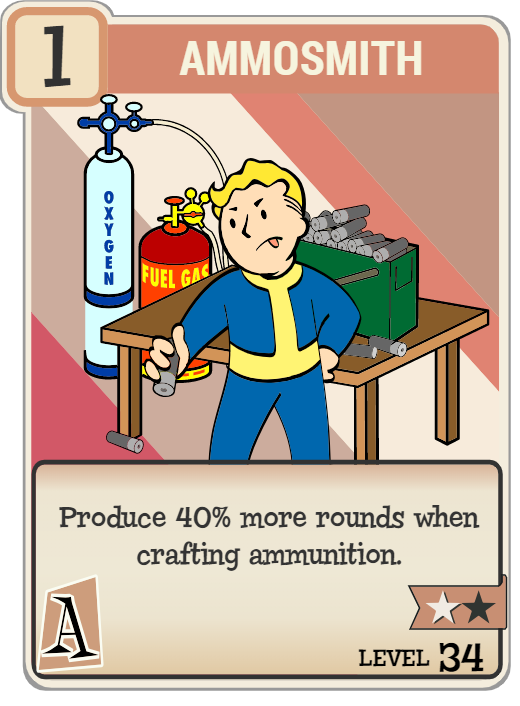 1
AMMOSMITH
OXYGEN
FUEL GAS
Produce 40% more rounds when
crafting ammunition.
A
LEVEL 34